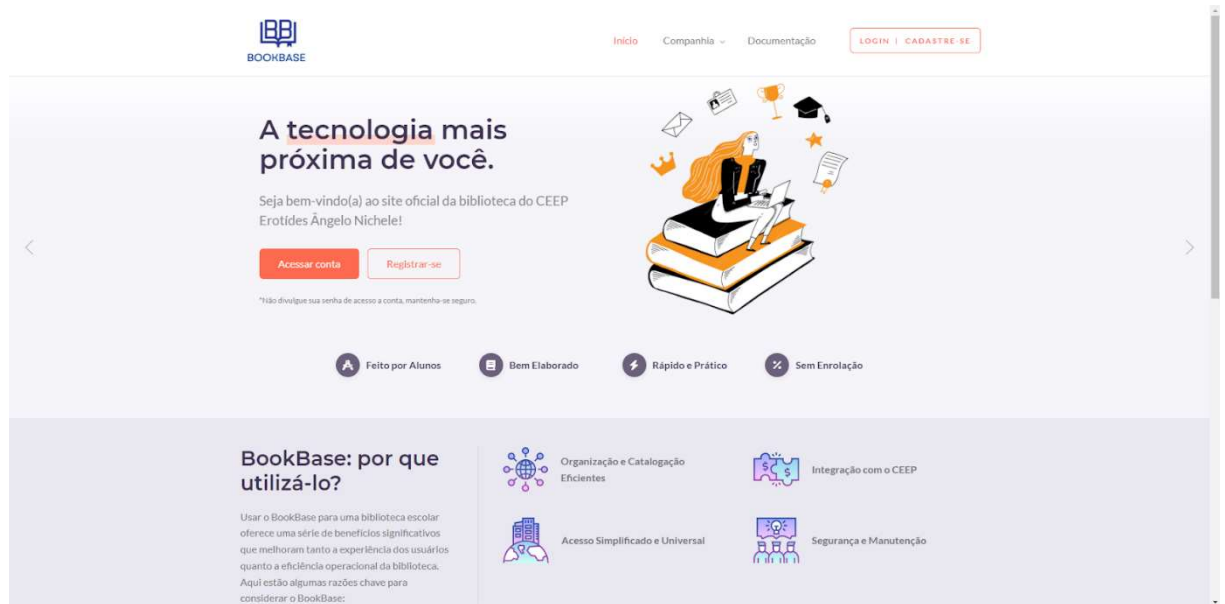 BB
BOOKBASE
Início Companhia Documentação LOGIN | CADASTRE-SE
A tecnologia mais
próxima de você.
Seja bem-vindo(a) ao site oficial da biblioteca do CEEP
Erotídes Ângelo Nichele!
Acessar conta Registrar-se
*Não divulgue sua senha de acesso a conta, mantenha-se seguro.
Feito por Alunos Bem Elaborado Rápido e Prático Sem Enrolação
BookBase: por que
utilizá-lo?
Usar o BookBase para uma biblioteca escolar
oferece uma série de benefícios significativos
que melhoram tanto a experiência dos usuários
quanto a eficiência operacional da biblioteca.
Aqui estão algumas razões chave para
considerar o BookBase:
Organização e Catalogação
Eficientes
Integração com o CEEP
Acesso Simplificado e Universal
Segurança e Manutenção